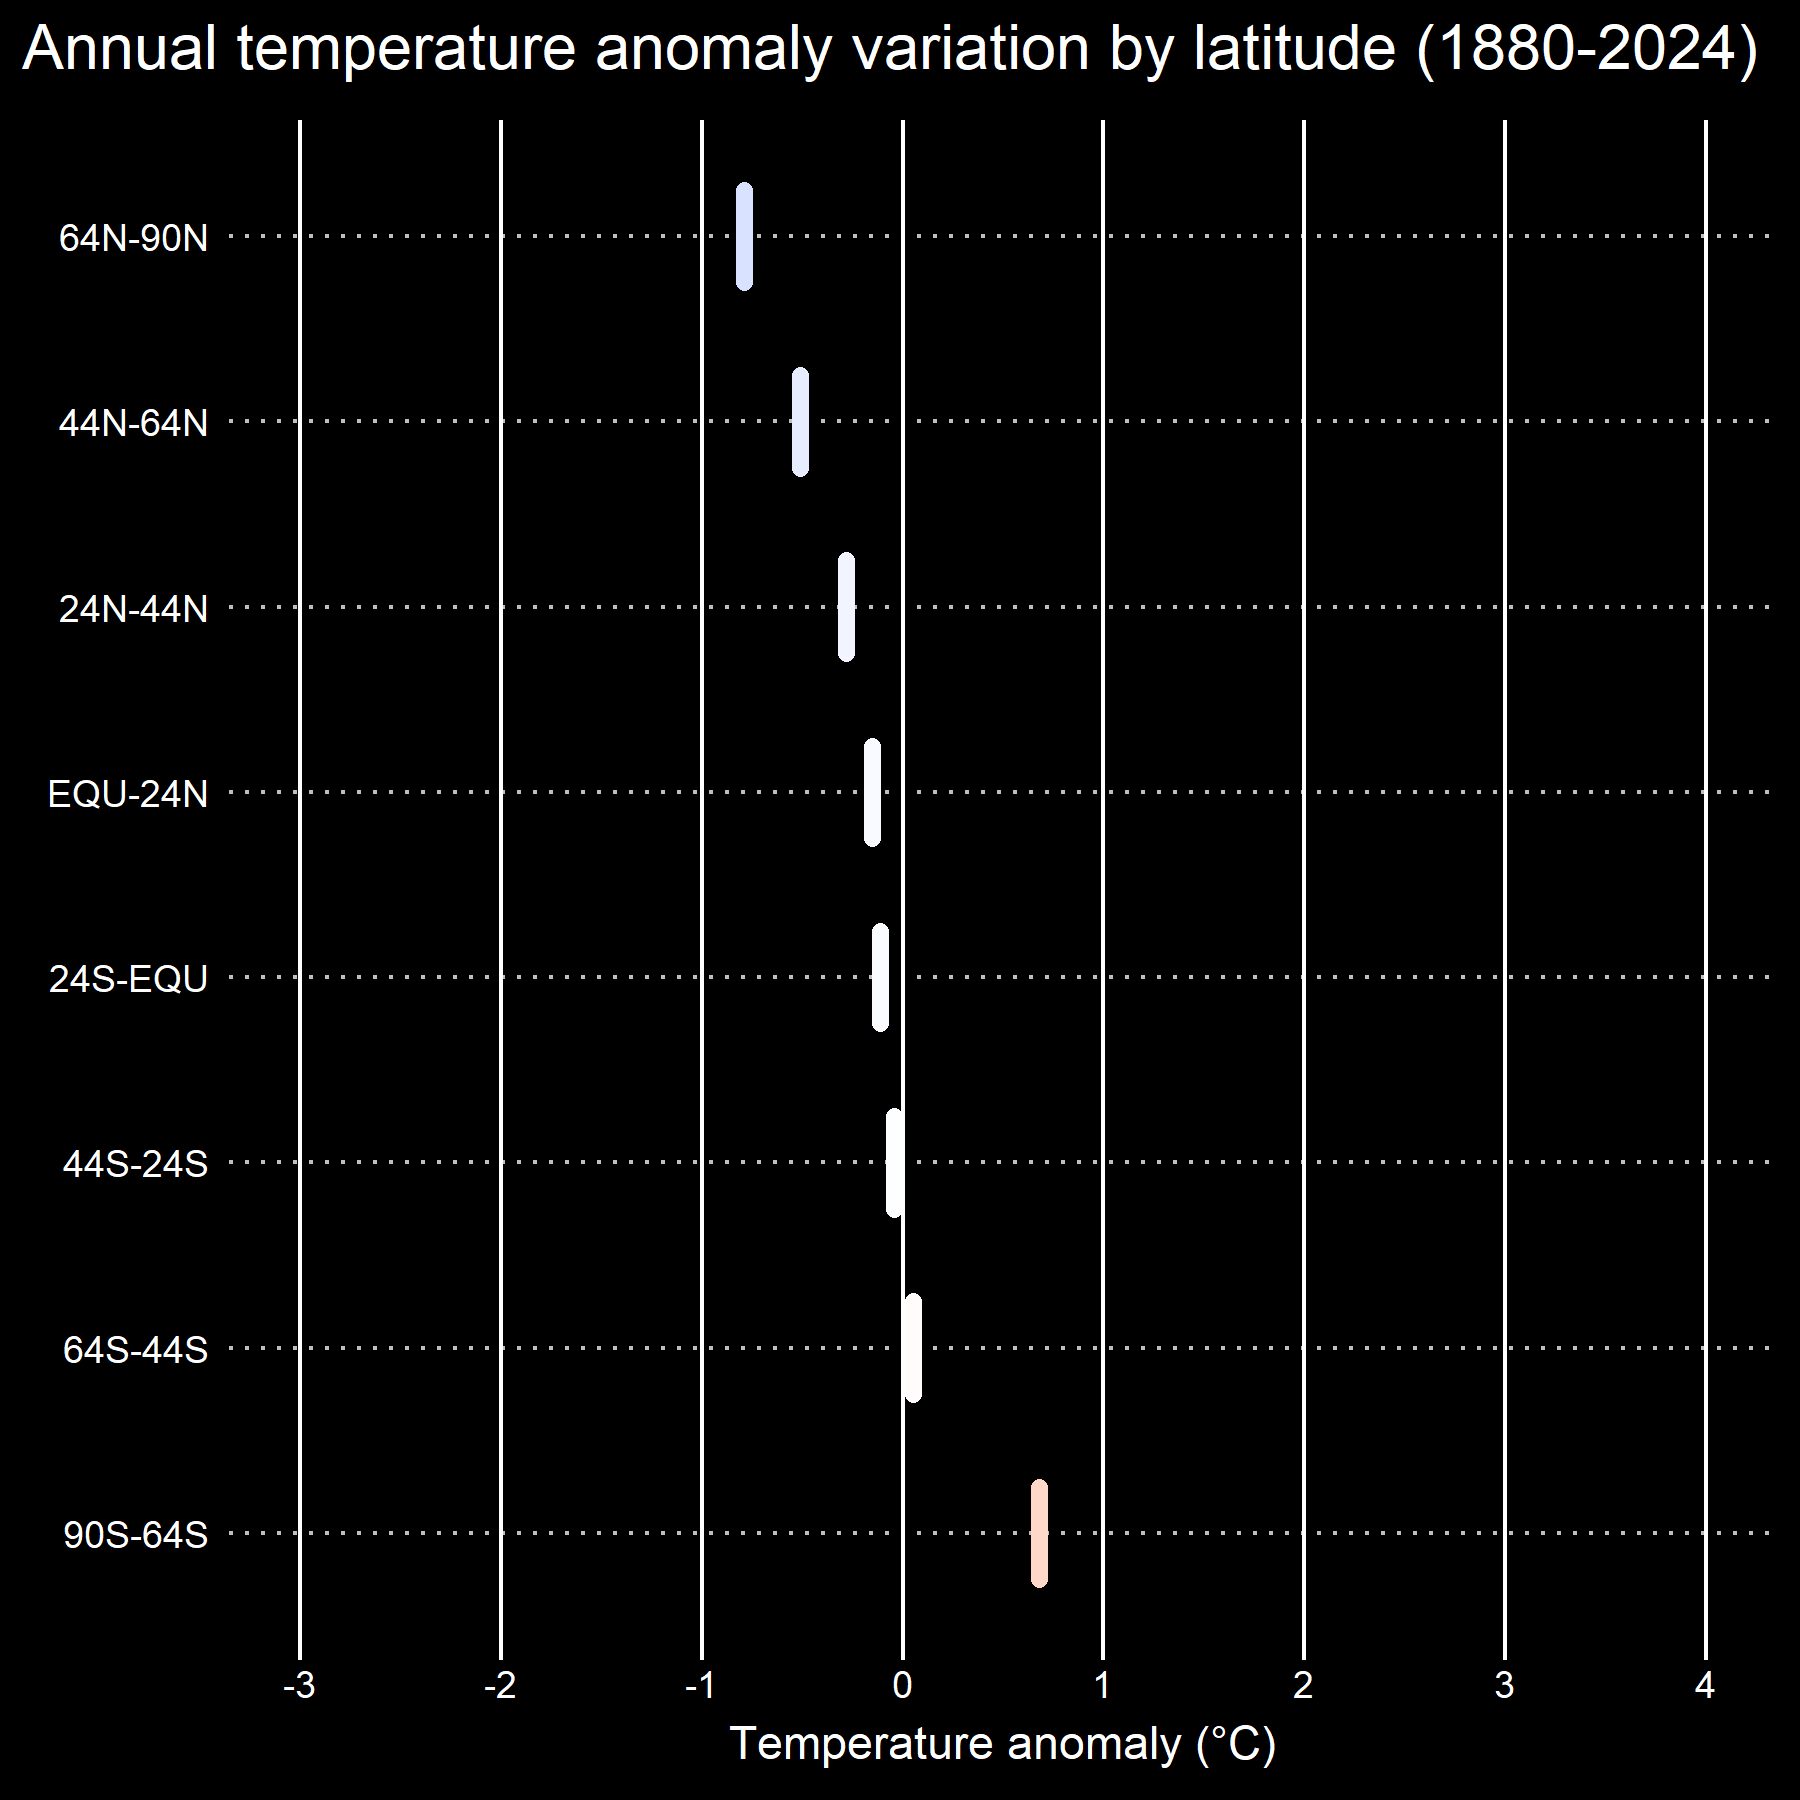 Annual temperature anomaly variation by latitude (1880-2024)
64N-90N
44N-64N
24N-44N
EQU-24N
24S-EQU
44S-24S
64S-44S
90S-64S
-3 -2 -1 0 1 2 3 4
Temperature anomaly (°C)